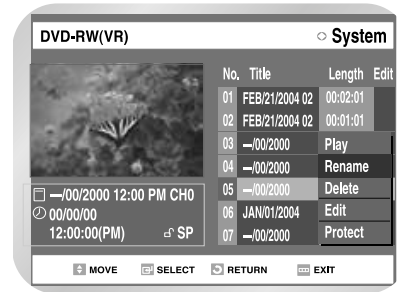 DVD-RW(VR) System
No. Title Length Edit
01 FEB/21/2004 02 00:02:01
02 FEB/21/2004 02 00:01:01
03 –/00/2000 Play
04 –/00/2000 Rename
05 –/00/2000 Delete
06 JAN/01/2004 Edit
07 –/00/2000 Protect
–/00/2000 12:00 PM CH0
00/00/00
12:00:00(PM) SP
MOVE SELECT RETURN EXIT